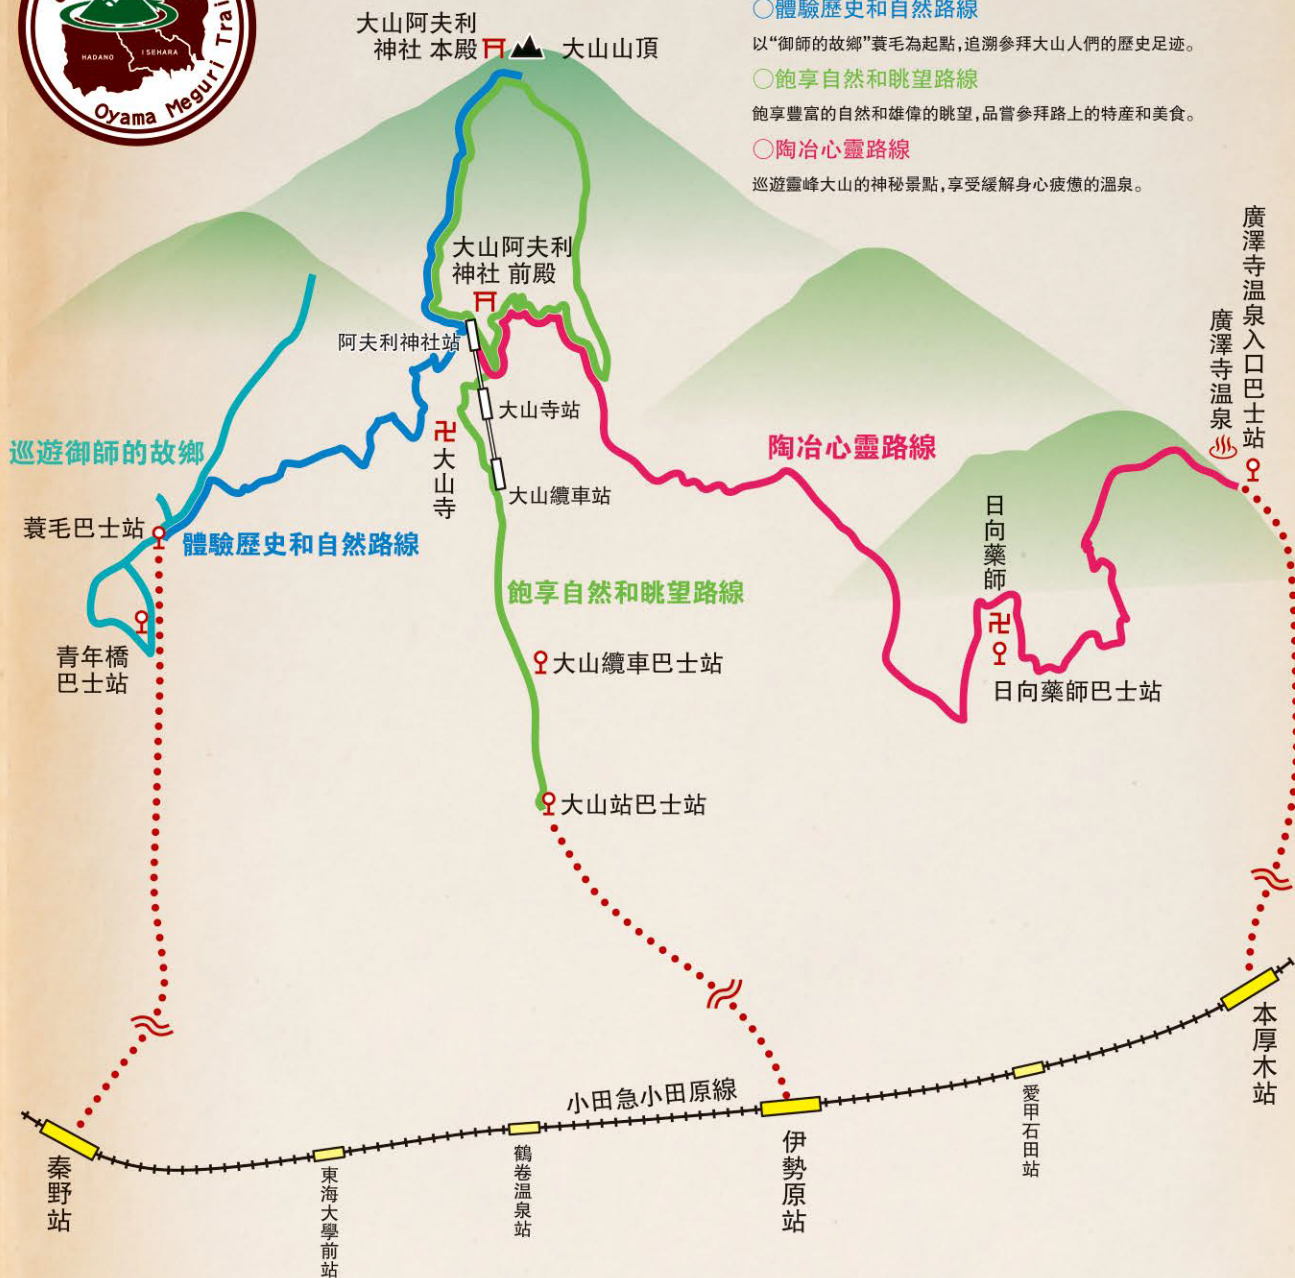 HADANO
ISEHARA
Oyama Meguri Trai
○體驗歷史和自然路線
以“御師的故鄉”蓑毛為起點,追溯參拜大山人們的歷史足迹。
○飽享自然和眺望路線
飽享豐富的自然和雄偉的眺望,品嘗參拜路上的特産和美食。
○陶冶心靈路線
巡遊靈峰大山的神秘景點,享受緩解身心疲憊的溫泉。
大山阿夫利
神社 本殿
大山山頂
大山阿夫利
神社 前殿
阿夫利神社站
大山寺站
大山寺
大山纜車站
巡遊御師的故鄉
蓑毛巴士站
體驗歷史和自然路線
青年橋
巴士站
飽享自然和眺望路線
大山纜車巴士站
大山站巴士站
陶冶心靈路線
日向藥師
日向藥師巴士站
廣澤寺溫泉
廣澤寺溫泉入口巴士站
小田急小田原線
秦野站
東海大學前站
鶴卷溫泉站
伊勢原站
愛甲石田站
本厚木站